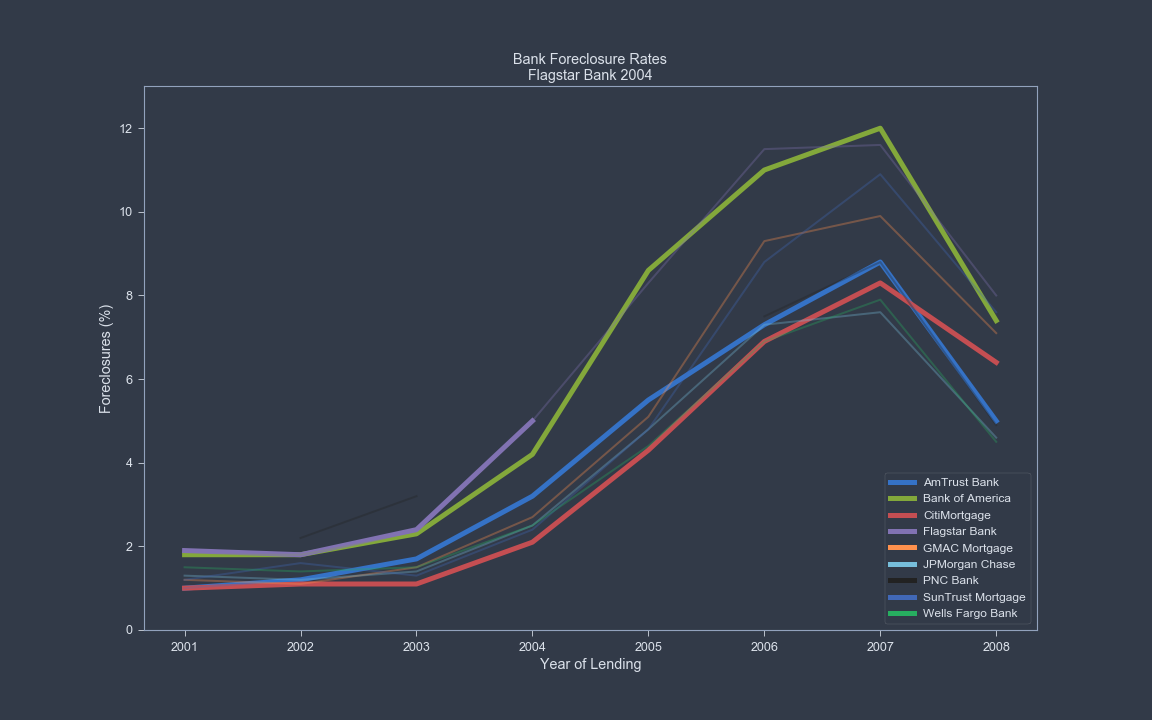 Bank Foreclosure Rates
Flagstar Bank 2004
Foreclosures (%)
12
10
8
6
4
2
0
2001 2002 2003 2004 2005 2006 2007 2008
Year of Lending
AmTrust Bank
Bank of America
CitiMortgage
Flagstar Bank
GMAC Mortgage
JPMorgan Chase
PNC Bank
SunTrust Mortgage
Wells Fargo Bank